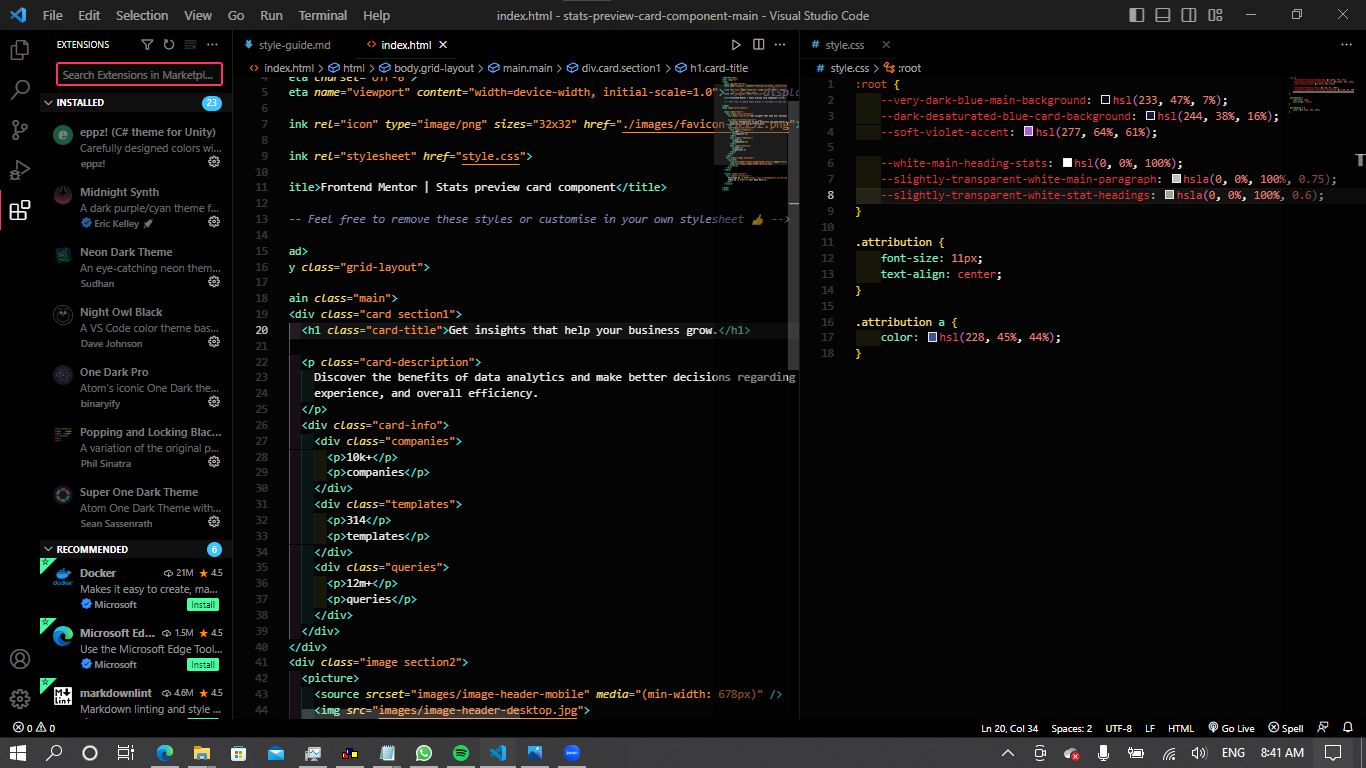 File Edit Selection View Go Run Terminal Help
index.html - stats-preview-card-component-main - Visual Studio Code
EXTENSIONS
Search Extensions in Marketpl...
INSTALLED 23
eppz! (C# theme for Unity)
Carefully designed colors wi...
eppz!
Midnight Synth
A dark purple/cyan theme f...
Eric Kelley 🚀
Neon Dark Theme
An eye-catching neon them...
Sudhan
Night Owl Black
A VS Code color theme bas...
Dave Johnson
One Dark Pro
Atom's iconic One Dark the...
binaryify
Popping and Locking Blac...
A variation of the original p...
Phil Sinatra
Super One Dark Theme
Atom One Dark Theme with...
Sean Sassenrath
RECOMMENDED 6
Docker 21M ★ 4.5
Makes it easy to create, ma...
Microsoft Install
Microsoft Ed... 1.5M ★ 4.5
Use the Microsoft Edge Tool...
Microsoft Install
markdownlint 4.6M ★ 4.5
Markdown linting and style ...
style-guide.md index.html
index.html > html > body.grid-layout > main.main > div.card.section1 > h1.card-title
4 eta charset="UTF-8">
5 eta name="viewport" content="width=device-width, initial-scale=1.0">
6
7 ink rel="icon" type="image/png" sizes="32x32" href="./images/favicon-32x32.png">
8
9 ink rel="stylesheet" href="style.css">
10
11 itle>Frontend Mentor | Stats preview card component</title>
12
13 -- Feel free to remove these styles or customise in your own stylesheet 👍 -->
14
15 ad>
16 y class="grid-layout">
17
18 ain class="main">
19 <div class="card section1">
20 <h1 class="card-title">Get insights that help your business grow.</h1>
21
22 <p class="card-description">
23 Discover the benefits of data analytics and make better decisions regarding
24 experience, and overall efficiency.
25 </p>
26 <div class="card-info">
27 <div class="companies">
28 <p>10k+</p>
29 <p>companies</p>
30 </div>
31 <div class="templates">
32 <p>314</p>
33 <p>templates</p>
34 </div>
35 <div class="queries">
36 <p>12m+</p>
37 <p>queries</p>
38 </div>
39 </div>
40 </div>
41 <div class="image section2">
42 <picture>
43 <source srcset="images/image-header-mobile" media="(min-width: 678px)" />
44 <img src="images/image-header-desktop.jpg">
# style.css
# style.css > :root
1 :root {
2 --very-dark-blue-main-background: hsl(233, 47%, 7%);
3 --dark-desaturated-blue-card-background: hsl(244, 38%, 16%);
4 --soft-violet-accent: hsl(277, 64%, 61%);
5
6 --white-main-heading-stats: hsl(0, 0%, 100%);
7 --slightly-transparent-white-main-paragraph: hsla(0, 0%, 100%, 0.75);
8 --slightly-transparent-white-stat-headings: hsla(0, 0%, 100%, 0.6);
9 }
10
11 .attribution {
12 font-size: 11px;
13 text-align: center;
14 }
15
16 .attribution a {
17 color: hsl(228, 45%, 44%);
18 }
0 0 Ln 20, Col 34 Spaces: 2 UTF-8 LF HTML Go Live Spell
ENG 8:41 AM